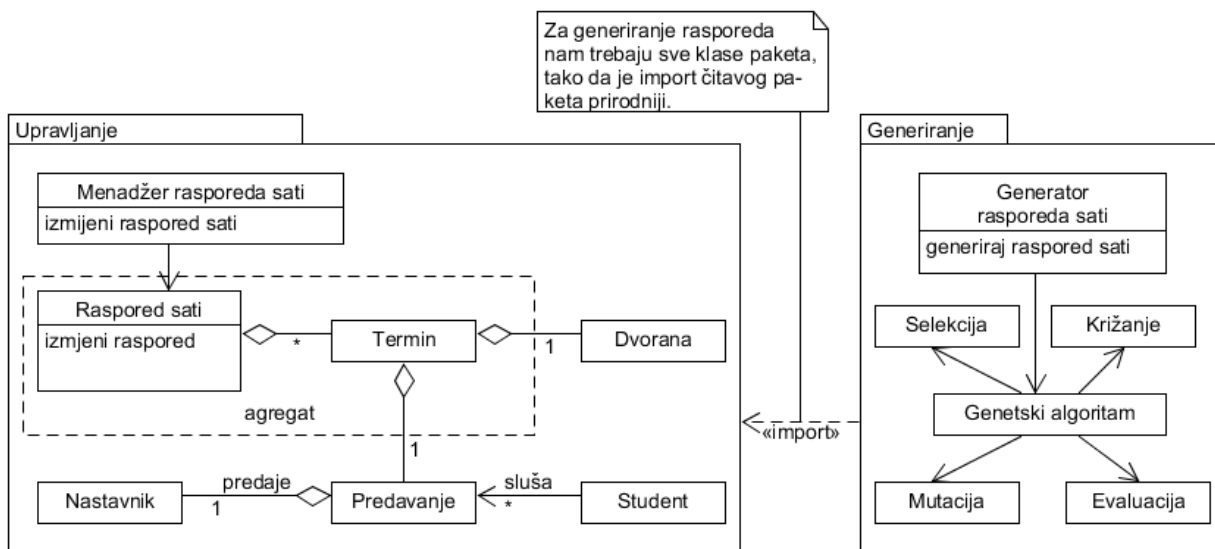 Za generiranje rasporeda
nam trebaju sve klase paketa,
tako da je import čitavog pa-
keta prirodniji.
Upravljanje
Menadžer rasporeda sati
izmijeni raspored sati
Raspored sati
izmjeni raspored
*
Termin
1
Dvorana
agregat
1
Nastavnik
predaje
1
Predavanje
sluša
*
Student
«import»
Generiranje
Generator
rasporeda sati
generiraj raspored sati
Selekcija
Križanje
Genetski algoritam
Mutacija
Evaluacija